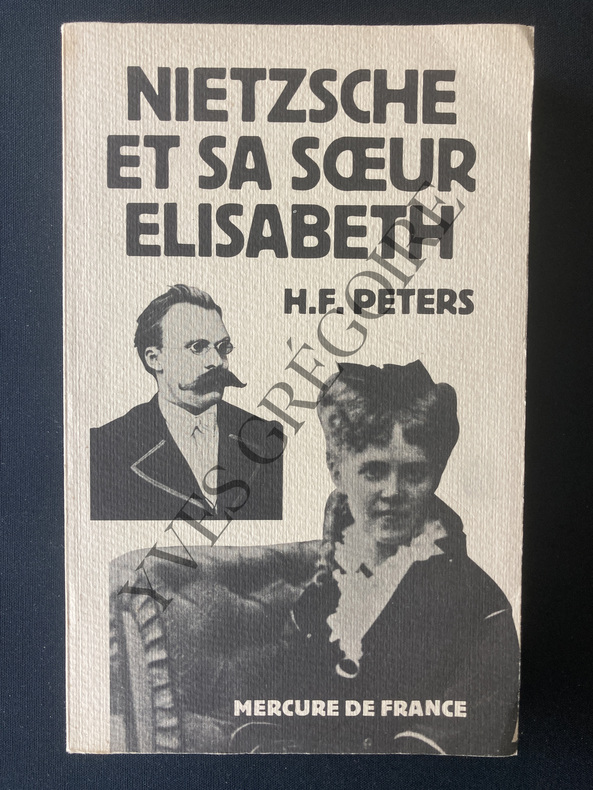 NIETZSCHE
ET SA SŒUR
ELISABETH
H.F. PETERS
YVES GRÉGOIRE
MERCURE DE FRANCE